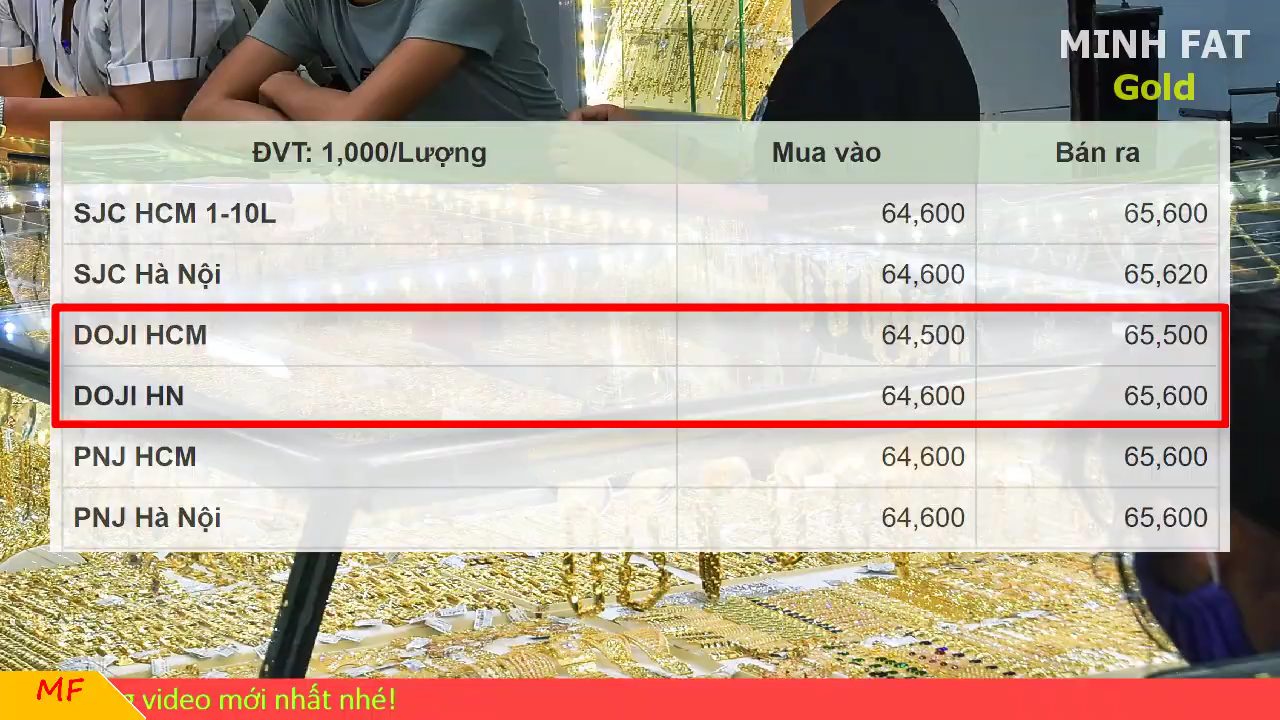 MINH FAT
Gold
ĐVT: 1,000/Lượng Mua vào Bán ra
SJC HCM 1-10L 64,600 65,600
SJC Hà Nội 64,600 65,620
DOJI HCM 64,500 65,500
DOJI HN 64,600 65,600
PNJ HCM 64,600 65,600
PNJ Hà Nội 64,600 65,600
MF video mới nhất nhé!